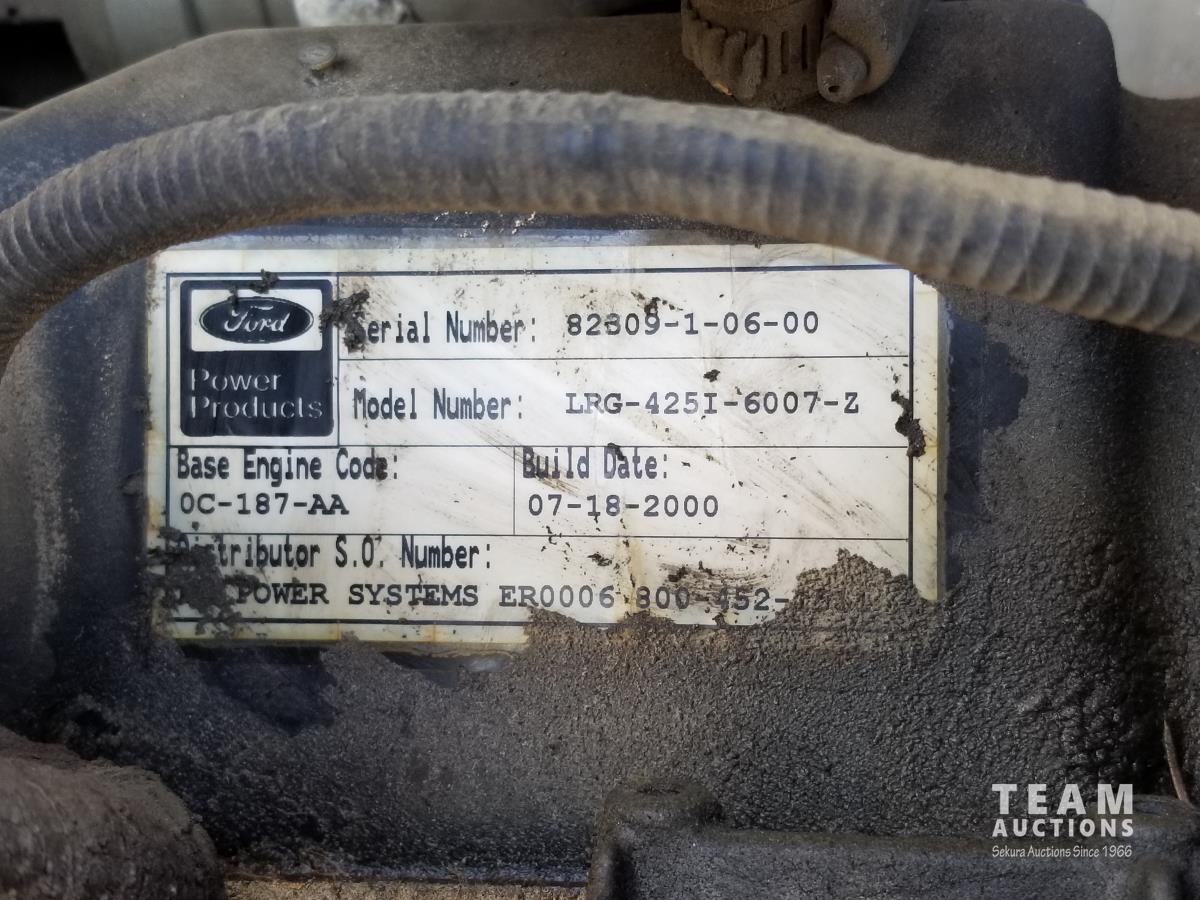 Ford
Power
Products
Serial Number: 82809-1-06-00
Model Number: LRG-425I-6007-Z
Base Engine Code:
0C-187-AA
Build Date:
07-18-2000
Distributor S.O. Number:
POWER SYSTEMS ER0006 800 452-
TEAM
AUCTIONS
Sekura Auctions Since 1966